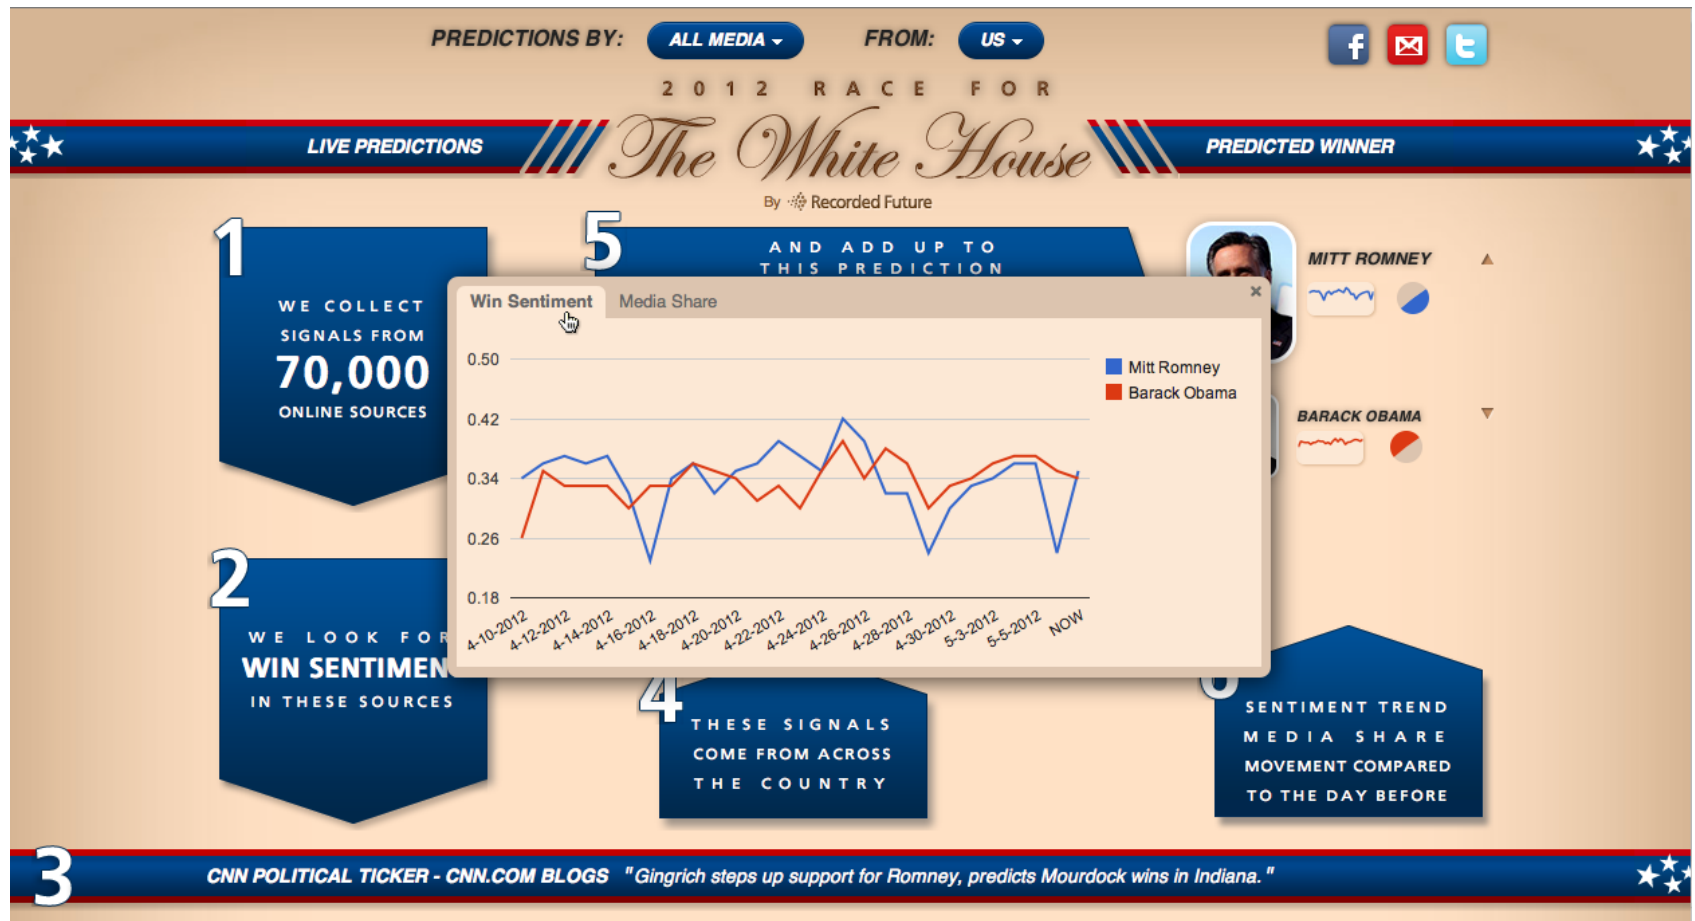 PREDICTIONS BY: ALL MEDIA FROM: US
2012 RACE FOR
The White House
LIVE PREDICTIONS
PREDICTED WINNER
By Recorded Future
1
WE COLLECT
SIGNALS FROM
70,000
ONLINE SOURCES
5
AND ADD UP TO
THIS PREDICTION
MITT ROMNEY
BARACK OBAMA
Win Sentiment Media Share
0.50
0.42
0.34
0.26
0.18
4-10-2012
4-12-2012
4-14-2012
4-16-2012
4-18-2012
4-20-2012
4-22-2012
4-24-2012
4-26-2012
4-28-2012
4-30-2012
5-3-2012
5-5-2012
NOW
Mitt Romney
Barack Obama
2
WE LOOK FOR
WIN SENTIMEN
IN THESE SOURCES
4
THESE SIGNALS
COME FROM ACROSS
THE COUNTRY
SENTIMENT TREND
MEDIA SHARE
MOVEMENT COMPARED
TO THE DAY BEFORE
3
CNN POLITICAL TICKER - CNN.COM BLOGS "Gingrich steps up support for Romney, predicts Mourdock wins in Indiana."